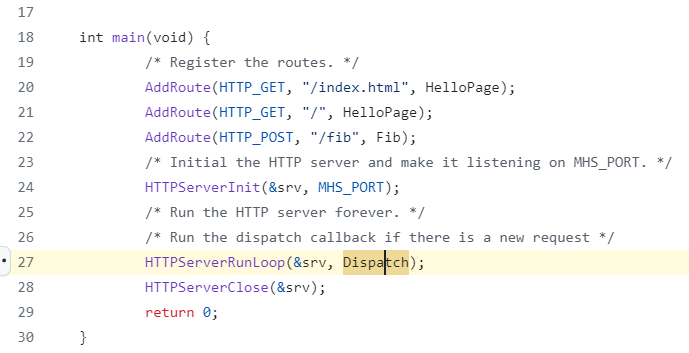 17
18 int main(void) {
19 /* Register the routes. */
20 AddRoute(HTTP_GET, "/index.html", HelloPage);
21 AddRoute(HTTP_GET, "/", HelloPage);
22 AddRoute(HTTP_POST, "/fib", Fib);
23 /* Initial the HTTP server and make it listening on MHS_PORT. */
24 HTTPServerInit(&srv, MHS_PORT);
25 /* Run the HTTP server forever. */
26 /* Run the dispatch callback if there is a new request */
27 HTTPServerRunLoop(&srv, Dispatch);
28 HTTPServerClose(&srv);
29 return 0;
30 }